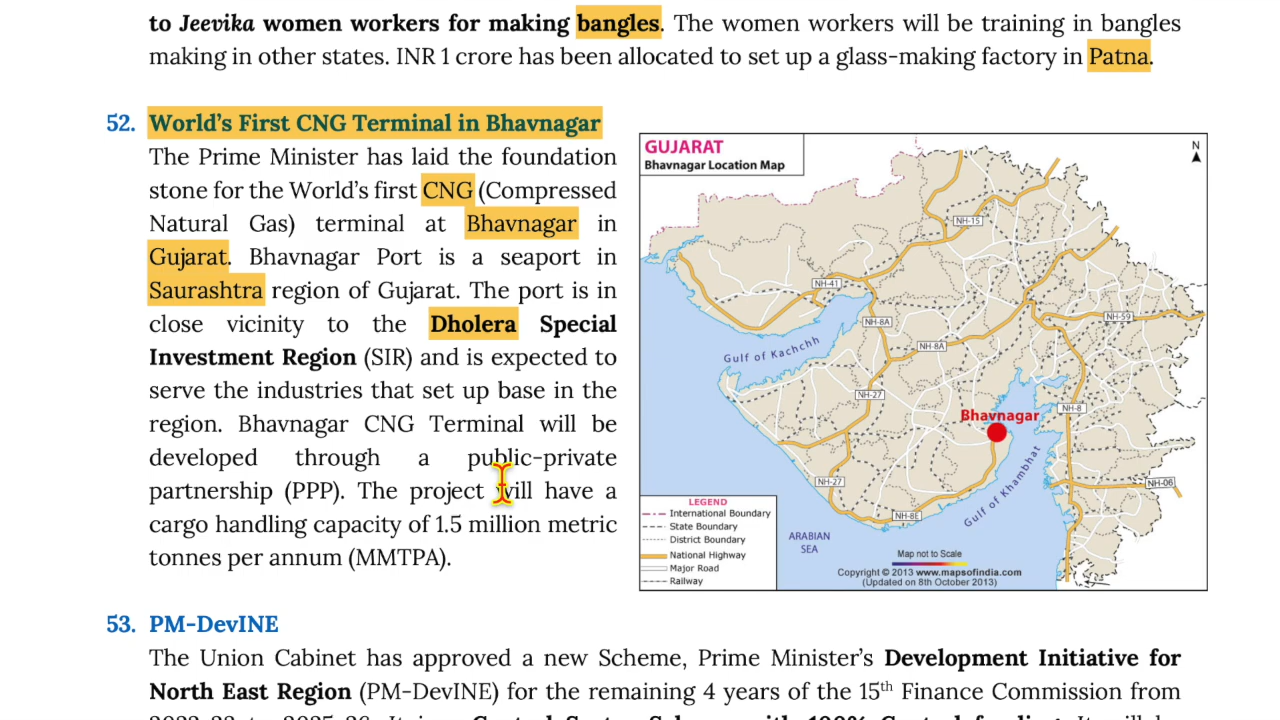 to Jeevika women workers for making bangles. The women workers will be training in bangles
making in other states. INR 1 crore has been allocated to set up a glass-making factory in Patna.
52. World's First CNG Terminal in Bhavnagar
The Prime Minister has laid the foundation
stone for the World's first CNG (Compressed
Natural Gas) terminal at Bhavnagar in
Gujarat. Bhavnagar Port is a seaport in
Saurashtra region of Gujarat. The port is in
close vicinity to the Dholera Special
Investment Region (SIR) and is expected to
serve the industries that set up base in the
region. Bhavnagar CNG Terminal will be
developed through a public-private
partnership (PPP). The project will have a
cargo handling capacity of 1.5 million metric
tonnes per annum (MMTPA).
GUJARAT
Bhavnagar Location Map
N
NH-15
NH-41
NH-8A
NH-59
NH-8A
Gulf of Kachchh
NH-27
Bhavnagar
NH-8
NH-27
NH-06
Gulf of Khambhat
NH-8E
ARABIAN
SEA
LEGEND
International Boundary
State Boundary
District Boundary
National Highway
Major Road
Railway
Map not to Scale
Copyright © 2013 www.mapsofindia.com
(Updated on 8th October 2013)
53. PM-DevINE
The Union Cabinet has approved a new Scheme, Prime Minister's Development Initiative for
North East Region (PM-DevINE) for the remaining 4 years of the 15th Finance Commission from